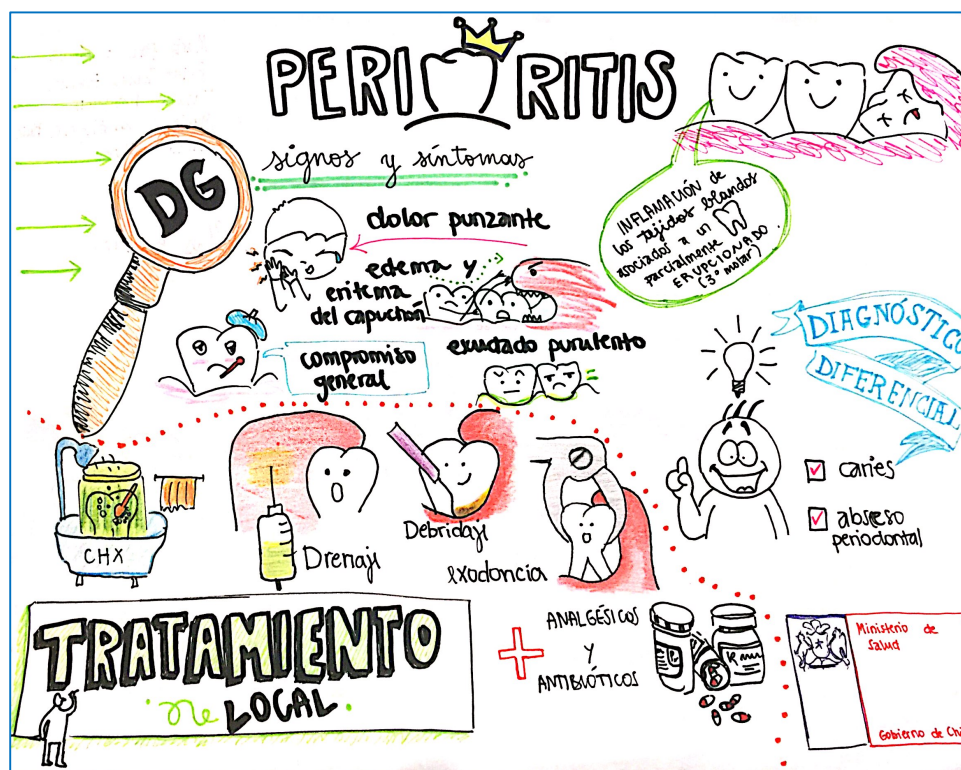 PERI RITIS
DG
signos y síntomas
dolor punzante
edema y
eritema
del capuchón
compromiso
general
exudado purulento
INFLAMACIÓN de
los tejidos blandos
asociados a un
parcialmente
ERUPCIONADO
(3º molar)
DIAGNÓSTICO
DIFERENCIAL
caries
absceso
periodontal
CHX
Drenaje
Debridaje
exodoncia
TRATAMIENTO
LOCAL.
ANALGÉSICOS
Y
ANTIBIÓTICOS
Ministerio de
Salud
Gobierno de Chi